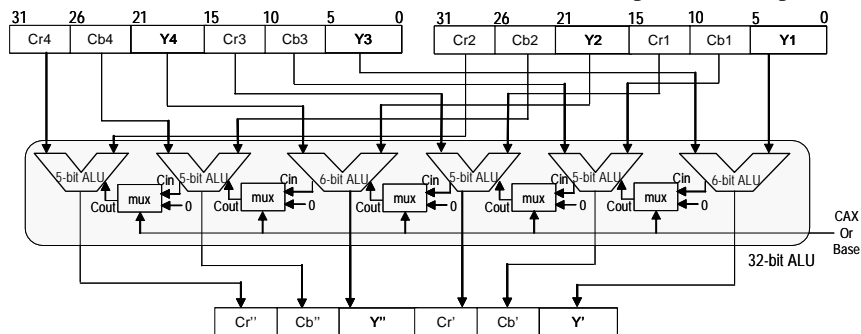 31 26 21 15 10 5 0 31 26 21 15 10 5 0
Cr4 Cb4 Y4 Cr3 Cb3 Y3 Cr2 Cb2 Y2 Cr1 Cb1 Y1
5-bit ALU 5-bit ALU 6-bit ALU 5-bit ALU 5-bit ALU 6-bit ALU
Cin Cin Cin Cin Cin
mux mux mux mux mux
Cout 0 Cout 0 Cout 0 Cout 0 Cout 0
CAX
Or
Base
32-bit ALU
Cr'' Cb'' Y'' Cr' Cb' Y'